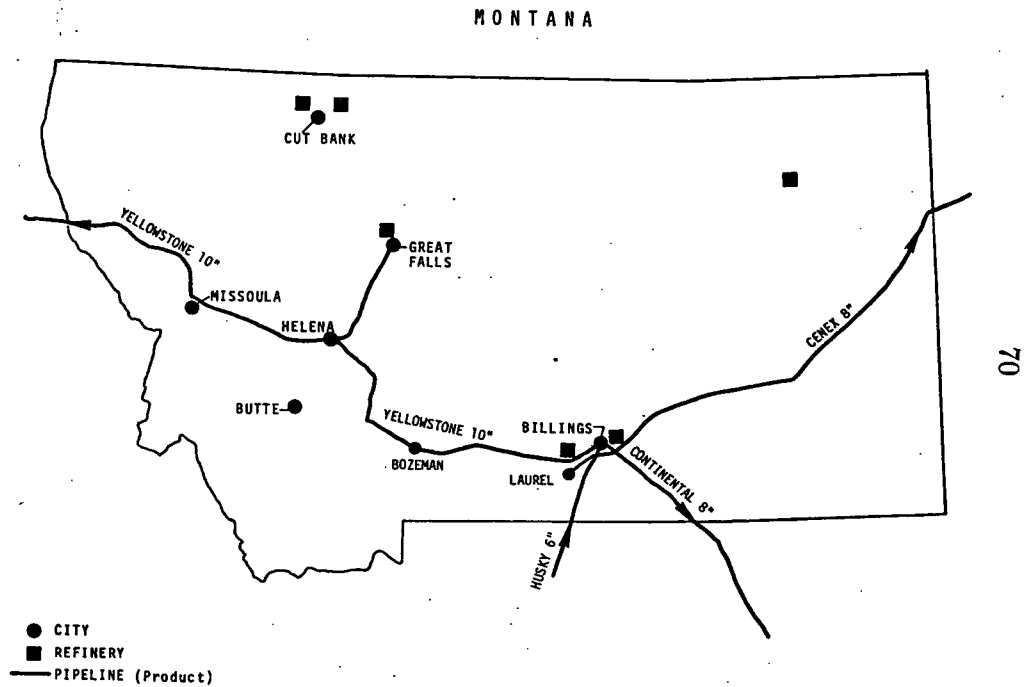 MONTANA
CUT BANK
YELLOWSTONE 10"
GREAT
FALLS
MISSOULA
HELENA
CENEX 8"
70
BUTTE
YELLOWSTONE 10"
BILLINGS
BOZEMAN
LAUREL
CONTINENTAL 8"
HUSKY 6"
CITY
REFINERY
PIPELINE (Product)